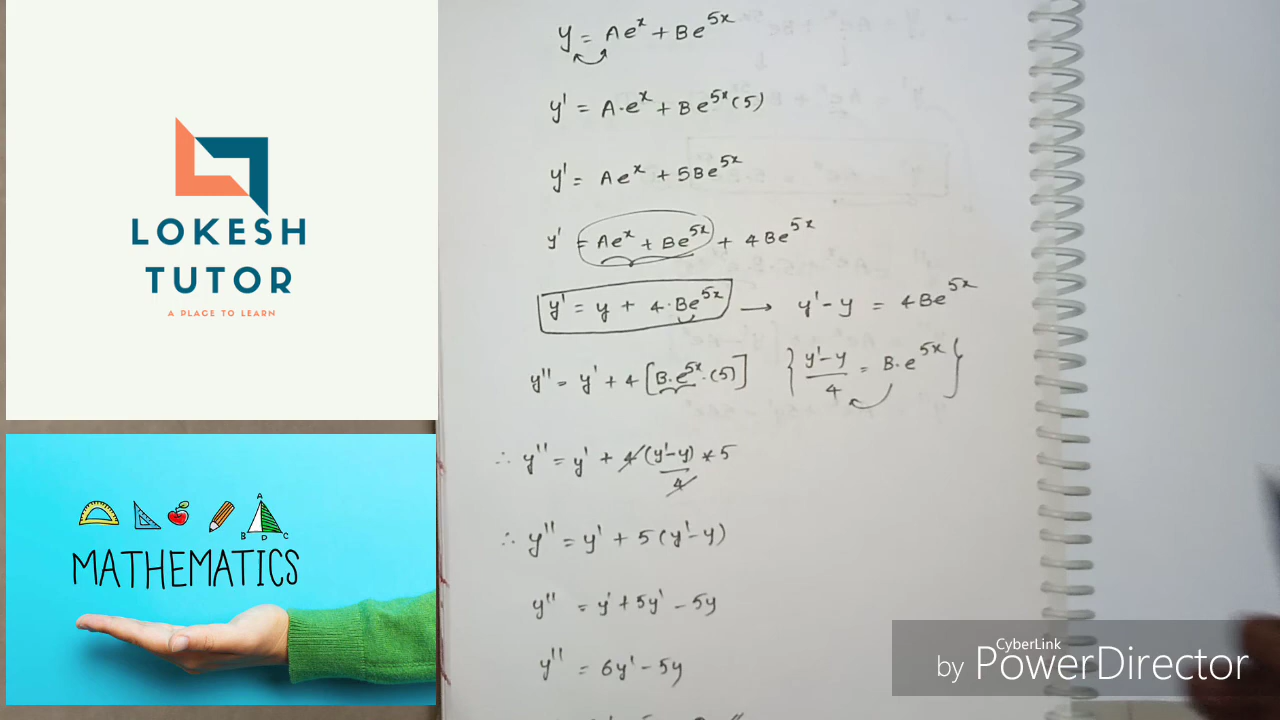 LOKESH
TUTOR
A PLACE TO LEARN
A
B D C
MATHEMATICS
y = Ae^x + Be^5x
y' = A·e^x + Be^5x(5)
y' = Ae^x + 5Be^5x
y' = Ae^x + Be^5x + 4Be^5x
y' = y + 4·Be^5x → y'-y = 4Be^5x
y'' = y' + 4[B·e^5x·(5)] {(y'-y)/4 = B·e^5x}
∴ y'' = y' + 4(y'-y)/4 * 5
∴ y'' = y' + 5(y'-y)
y'' = y' + 5y' - 5y
y'' = 6y' - 5y
CyberLink
by PowerDirector